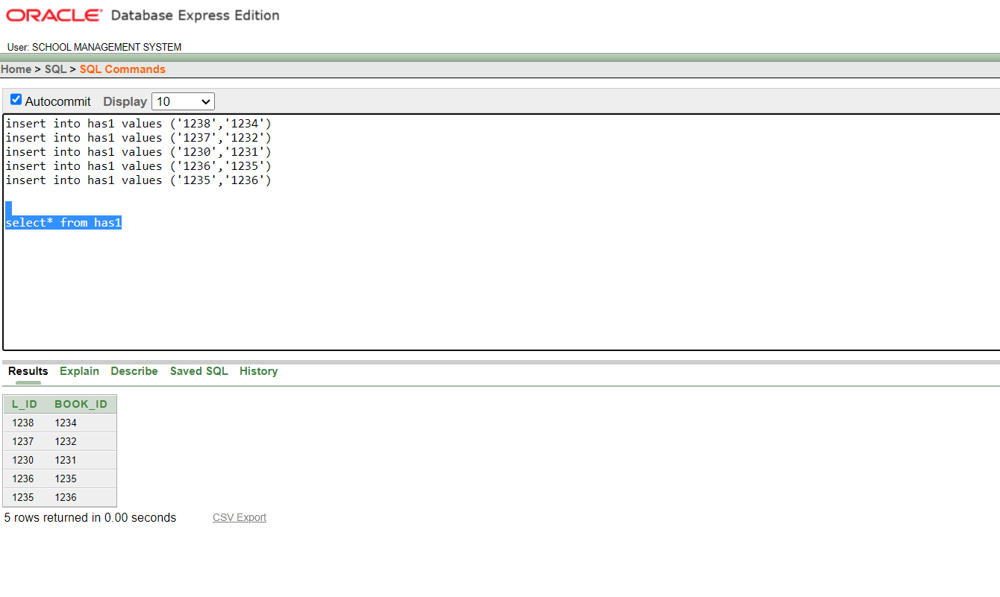 ORACLE Database Express Edition
User: SCHOOL MANAGEMENT SYSTEM
Home > SQL > SQL Commands
Autocommit Display 10
insert into has1 values ('1238','1234')
insert into has1 values ('1237','1232')
insert into has1 values ('1230','1231')
insert into has1 values ('1236','1235')
insert into has1 values ('1235','1236')
select* from has1
Results Explain Describe Saved SQL History
L_ID BOOK_ID
1238 1234
1237 1232
1230 1231
1236 1235
1235 1236
5 rows returned in 0.00 seconds CSV Export